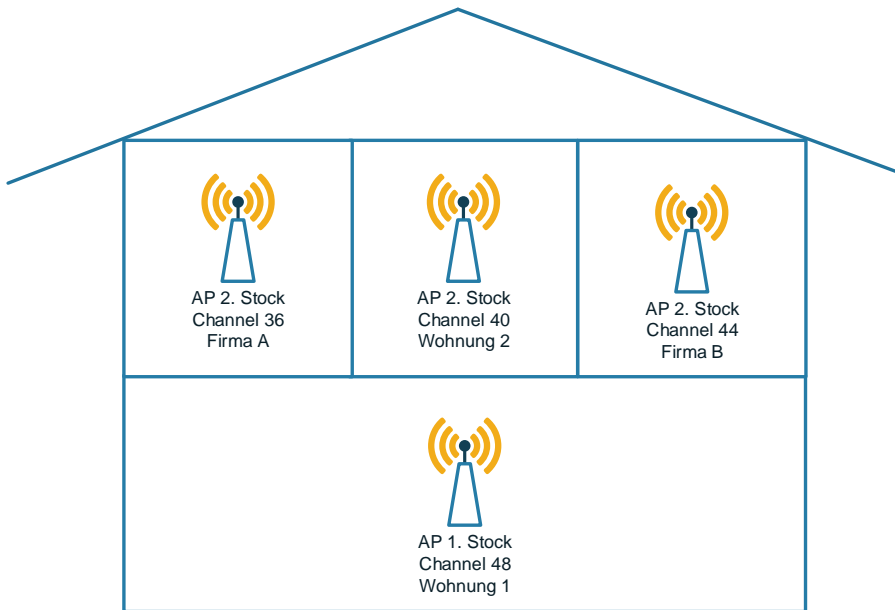 AP 2. Stock
Channel 36
Firma A
AP 2. Stock
Channel 40
Wohnung 2
AP 2. Stock
Channel 44
Firma B
AP 1. Stock
Channel 48
Wohnung 1